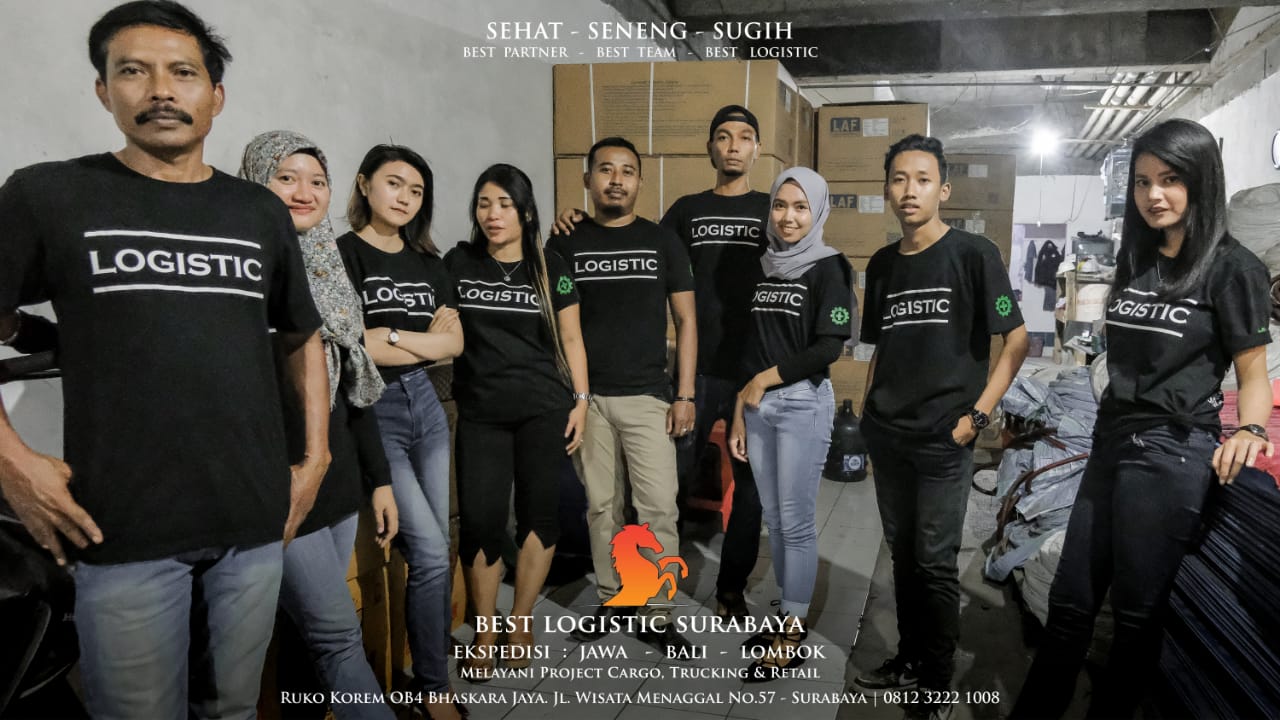 SEHAT - SENENG - SUGIH
BEST PARTNER - BEST TEAM - BEST LOGISTIC
LAF
LAF
LAF
LOGISTIC
LOGISTIC
LOGISTIC
LOGISTIC
LOGISTIC
LOGISTIC
LOGISTIC
OGISTIC
BEST LOGISTIC SURABAYA
EKSPEDISI : JAWA - BALI - LOMBOK
MELAYANI PROJECT CARGO, TRUCKING & RETAIL
RUKO KOREM OB4 BHASKARA JAYA. JL. WISATA MENAGGAL NO.57 - SURABAYA | 0812 3222 1008